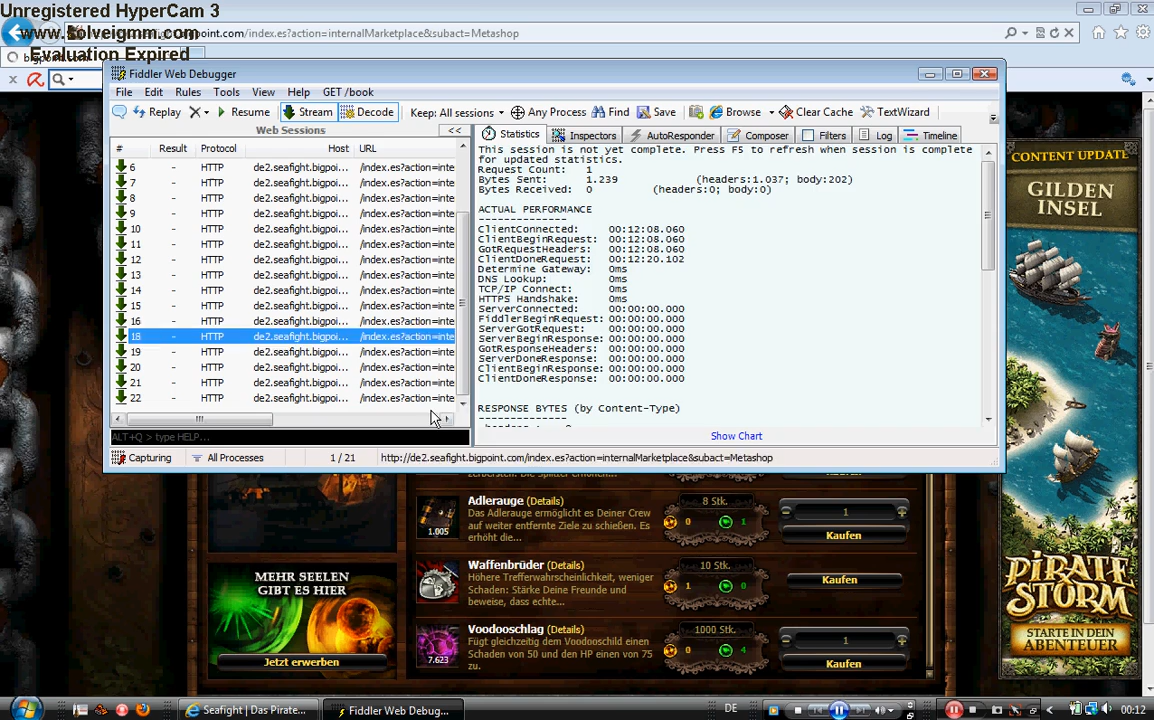 Unregistered HyperCam 3
www.solveigmm.com
Evaluation Expired
bigpoint.com/index.es?action=internalMarketplace&subact=Metashop
Fiddler Web Debugger
File Edit Rules Tools View Help GET /book
Replay Resume Stream Decode Keep: All sessions Any Process Find Save Browse Clear Cache TextWizard
Web Sessions <<
# Result Protocol Host URL
6 - HTTP de2.seafight.bigpoi... /index.es?action=inte
7 - HTTP de2.seafight.bigpoi... /index.es?action=inte
8 - HTTP de2.seafight.bigpoi... /index.es?action=inte
9 - HTTP de2.seafight.bigpoi... /index.es?action=inte
10 - HTTP de2.seafight.bigpoi... /index.es?action=inte
11 - HTTP de2.seafight.bigpoi... /index.es?action=inte
12 - HTTP de2.seafight.bigpoi... /index.es?action=inte
13 - HTTP de2.seafight.bigpoi... /index.es?action=inte
14 - HTTP de2.seafight.bigpoi... /index.es?action=inte
15 - HTTP de2.seafight.bigpoi... /index.es?action=inte
16 - HTTP de2.seafight.bigpoi... /index.es?action=inte
18 - HTTP de2.seafight.bigpoi... /index.es?action=inte
19 - HTTP de2.seafight.bigpoi... /index.es?action=inte
20 - HTTP de2.seafight.bigpoi... /index.es?action=inte
21 - HTTP de2.seafight.bigpoi... /index.es?action=inte
22 - HTTP de2.seafight.bigpoi... /index.es?action=inte
ALT+Q > type HELP...
Statistics Inspectors AutoResponder Composer Filters Log Timeline
This session is not yet complete. Press F5 to refresh when session is complete
for updated statistics.
Request Count: 1
Bytes Sent: 1.239 (headers:1.037; body:202)
Bytes Received: 0 (headers:0; body:0)
ACTUAL PERFORMANCE
--------------
ClientConnected: 00:12:08.060
ClientBeginRequest: 00:12:08.060
GotRequestHeaders: 00:12:08.060
ClientDoneRequest: 00:12:20.102
Determine Gateway: 0ms
DNS Lookup: 0ms
TCP/IP Connect: 0ms
HTTPS Handshake: 0ms
ServerConnected: 00:00:00.000
FiddlerBeginRequest: 00:00:00.000
ServerGotRequest: 00:00:00.000
ServerBeginResponse: 00:00:00.000
GotResponseHeaders: 00:00:00.000
ServerDoneResponse: 00:00:00.000
ClientBeginResponse: 00:00:00.000
ClientDoneResponse: 00:00:00.000
RESPONSE BYTES (by Content-Type)
--------------
Show Chart
Capturing All Processes 1 / 21 http://de2.seafight.bigpoint.com/index.es?action=internalMarketplace&subact=Metashop
CONTENT UPDATE
GILDEN
INSEL
PIRATE
STORM
STARTE IN DEIN
ABENTEUER
MEHR SEELEN
GIBT ES HIER
Jetzt erwerben
1.005
Adlerauge (Details)
Das Adlerauge ermöglicht es Deiner Crew
auf weiter entfernte Ziele zu schießen. Es
erhöht die...
8 Stk.
0 1
1
Kaufen
Waffenbrüder (Details)
Höhere Trefferwahrscheinlichkeit, weniger
Schaden: Stärke Deine Freunde und
beweise, dass echte...
10 Stk.
1 0
Kaufen
7.623
Voodooschlag (Details)
Fügt gleichzeitig dem Voodooschild einen
Schaden von 50 und den HP einen von 75
zu.
1000 Stk.
0 4
1
Kaufen
Seafight | Das Pirate... Fiddler Web Debug... DE 00:12